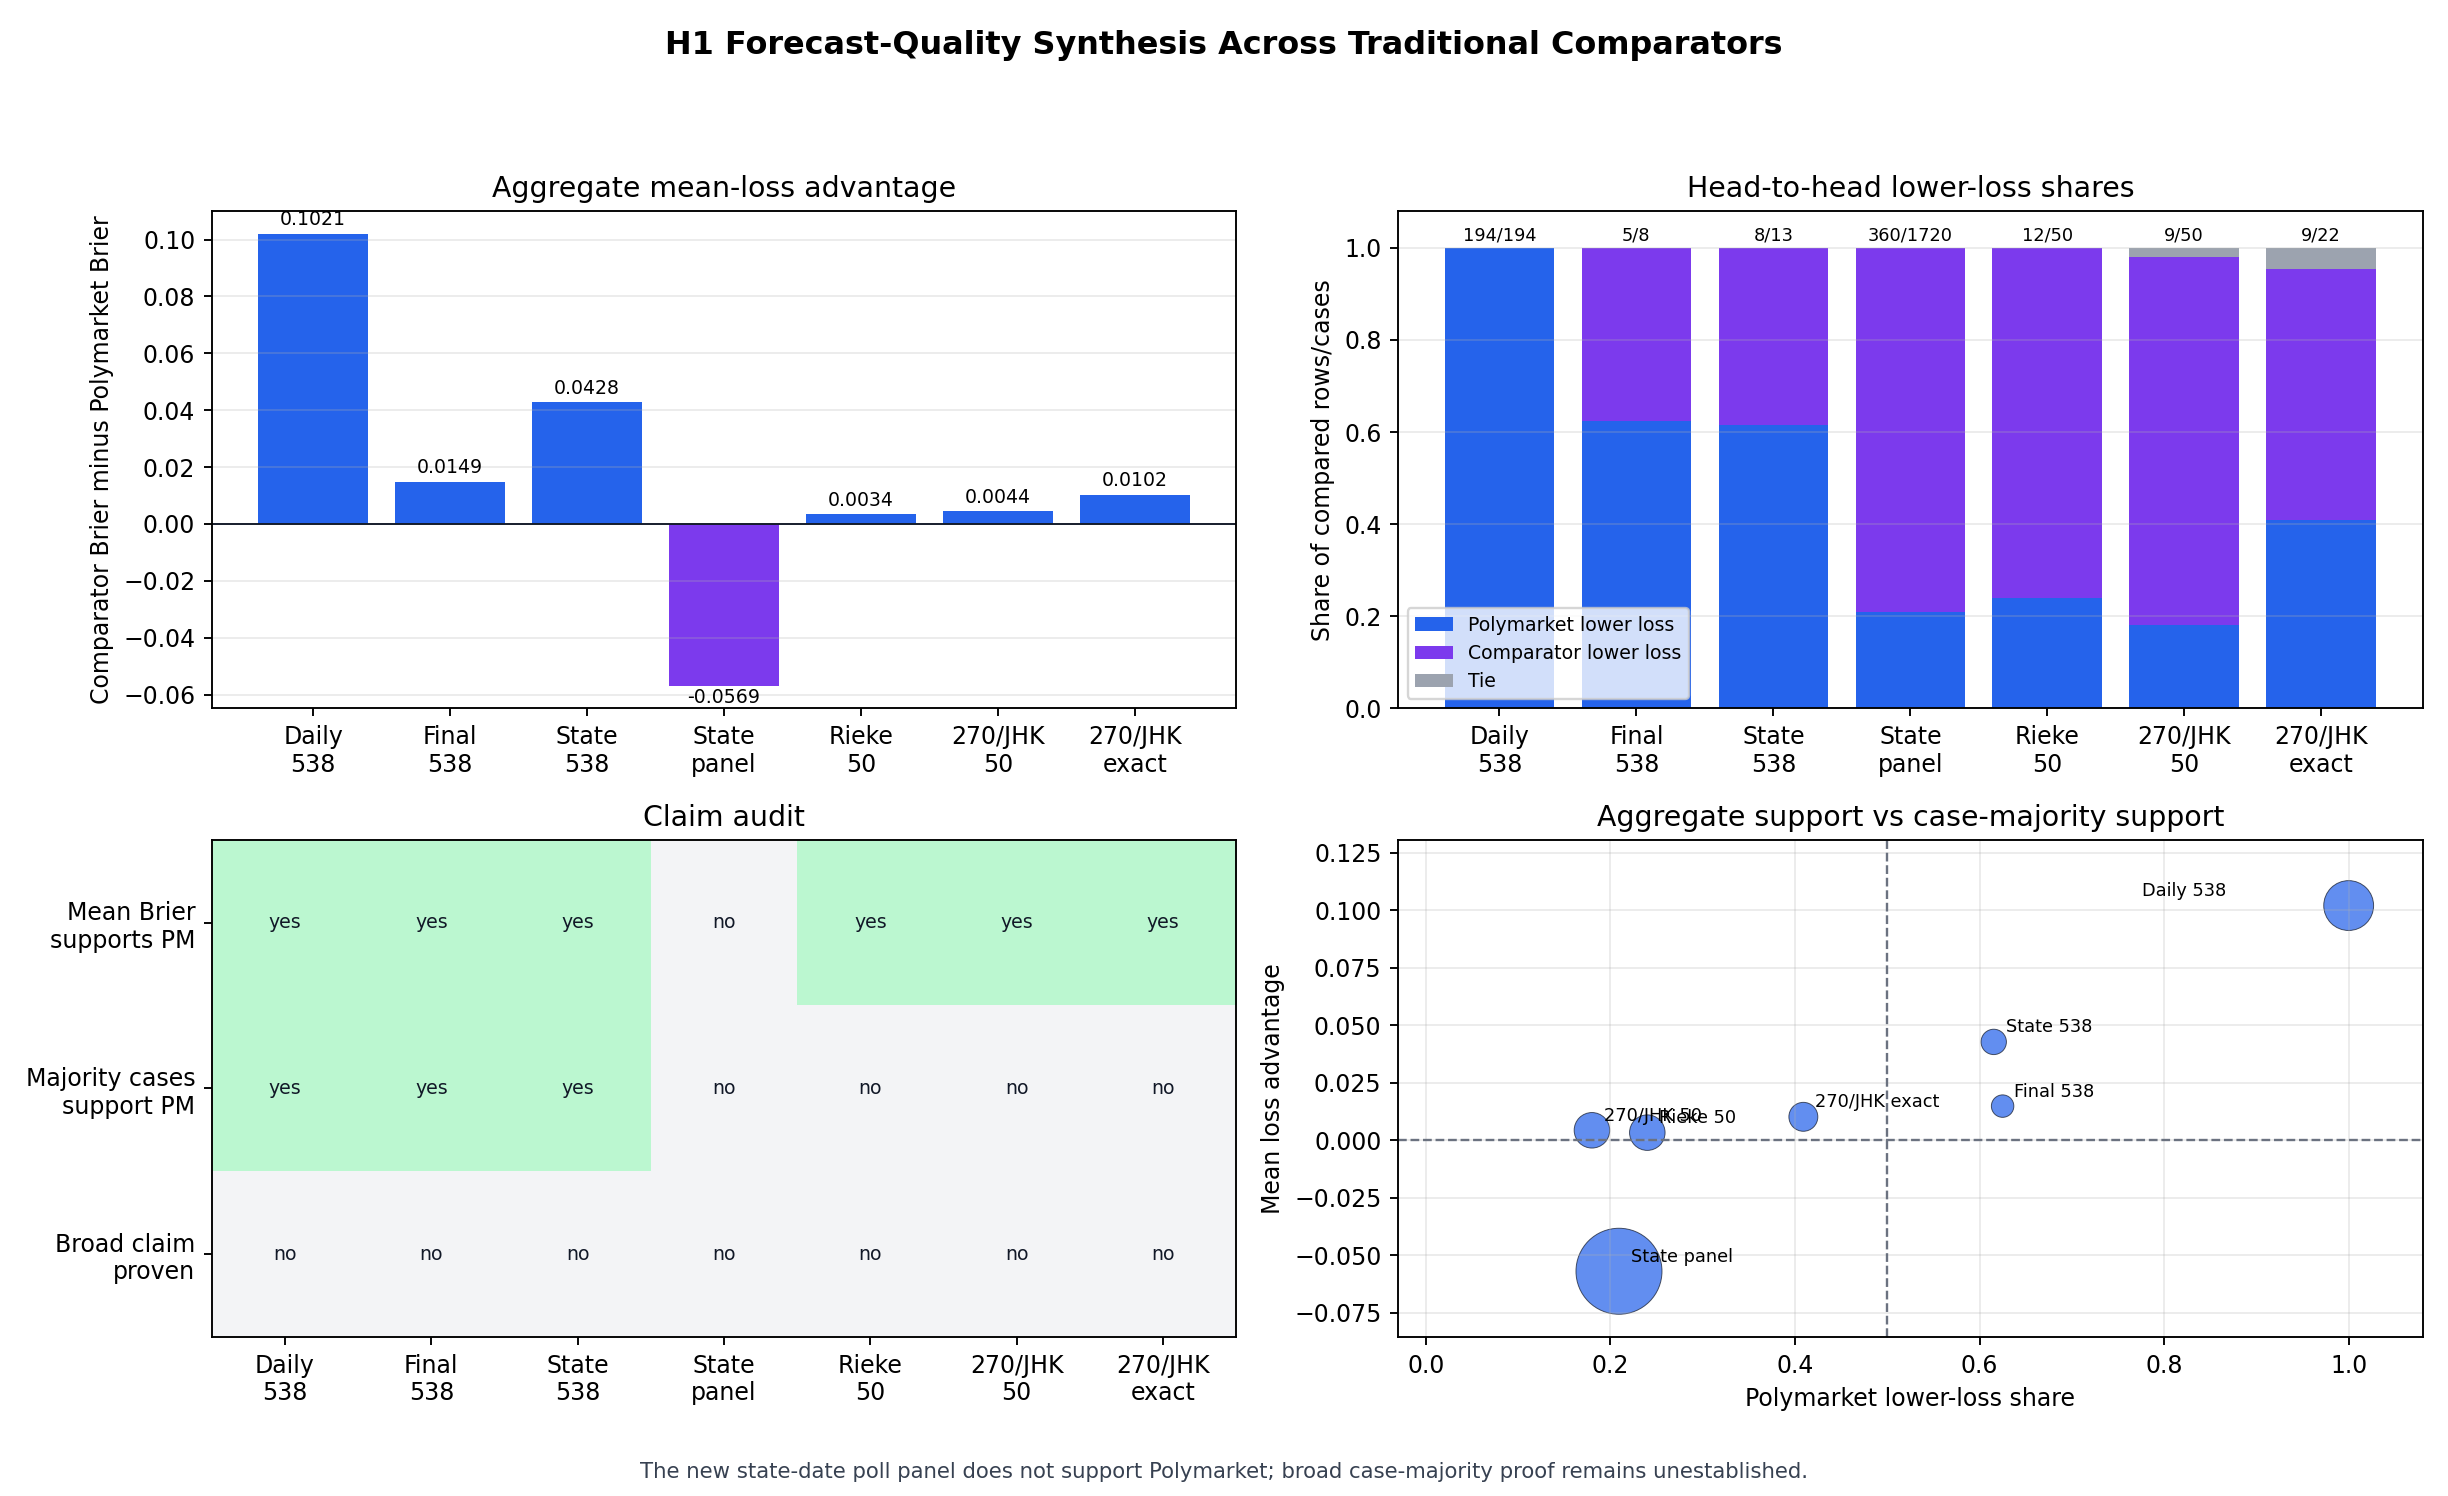 H1 Forecast-Quality Synthesis Across Traditional Comparators
Aggregate mean-loss advantage
Comparator Brier minus Polymarket Brier
0.10
0.08
0.06
0.04
0.02
0.00
−0.02
−0.04
−0.06
0.1021
0.0149
0.0428
-0.0569
0.0034
0.0044
0.0102
Daily
538
Final
538
State
538
State
panel
Rieke
50
270/JHK
50
270/JHK
exact
Head-to-head lower-loss shares
Share of compared rows/cases
1.0
0.8
0.6
0.4
0.2
0.0
194/194
5/8
8/13
360/1720
12/50
9/50
9/22
Polymarket lower loss
Comparator lower loss
Tie
Daily
538
Final
538
State
538
State
panel
Rieke
50
270/JHK
50
270/JHK
exact
Claim audit
Mean Brier
supports PM
yes yes yes no yes yes yes
Majority cases
support PM
yes yes yes no no no no
Broad claim
proven
no no no no no no no
Daily
538
Final
538
State
538
State
panel
Rieke
50
270/JHK
50
270/JHK
exact
Aggregate support vs case-majority support
Mean loss advantage
0.125
0.100
0.075
0.050
0.025
0.000
−0.025
−0.050
−0.075
Daily 538
State 538
Final 538
270/JHK exact
270/JHK 50
Rieke 50
State panel
0.0 0.2 0.4 0.6 0.8 1.0
Polymarket lower-loss share
The new state-date poll panel does not support Polymarket; broad case-majority proof remains unestablished.